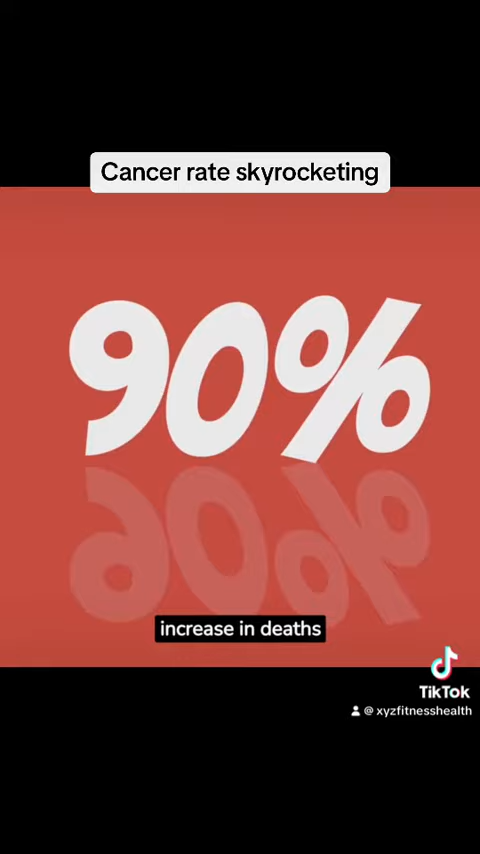 Cancer rate skyrocketing
90%
increase in deaths
TikTok
@ xyzfitnesshealth